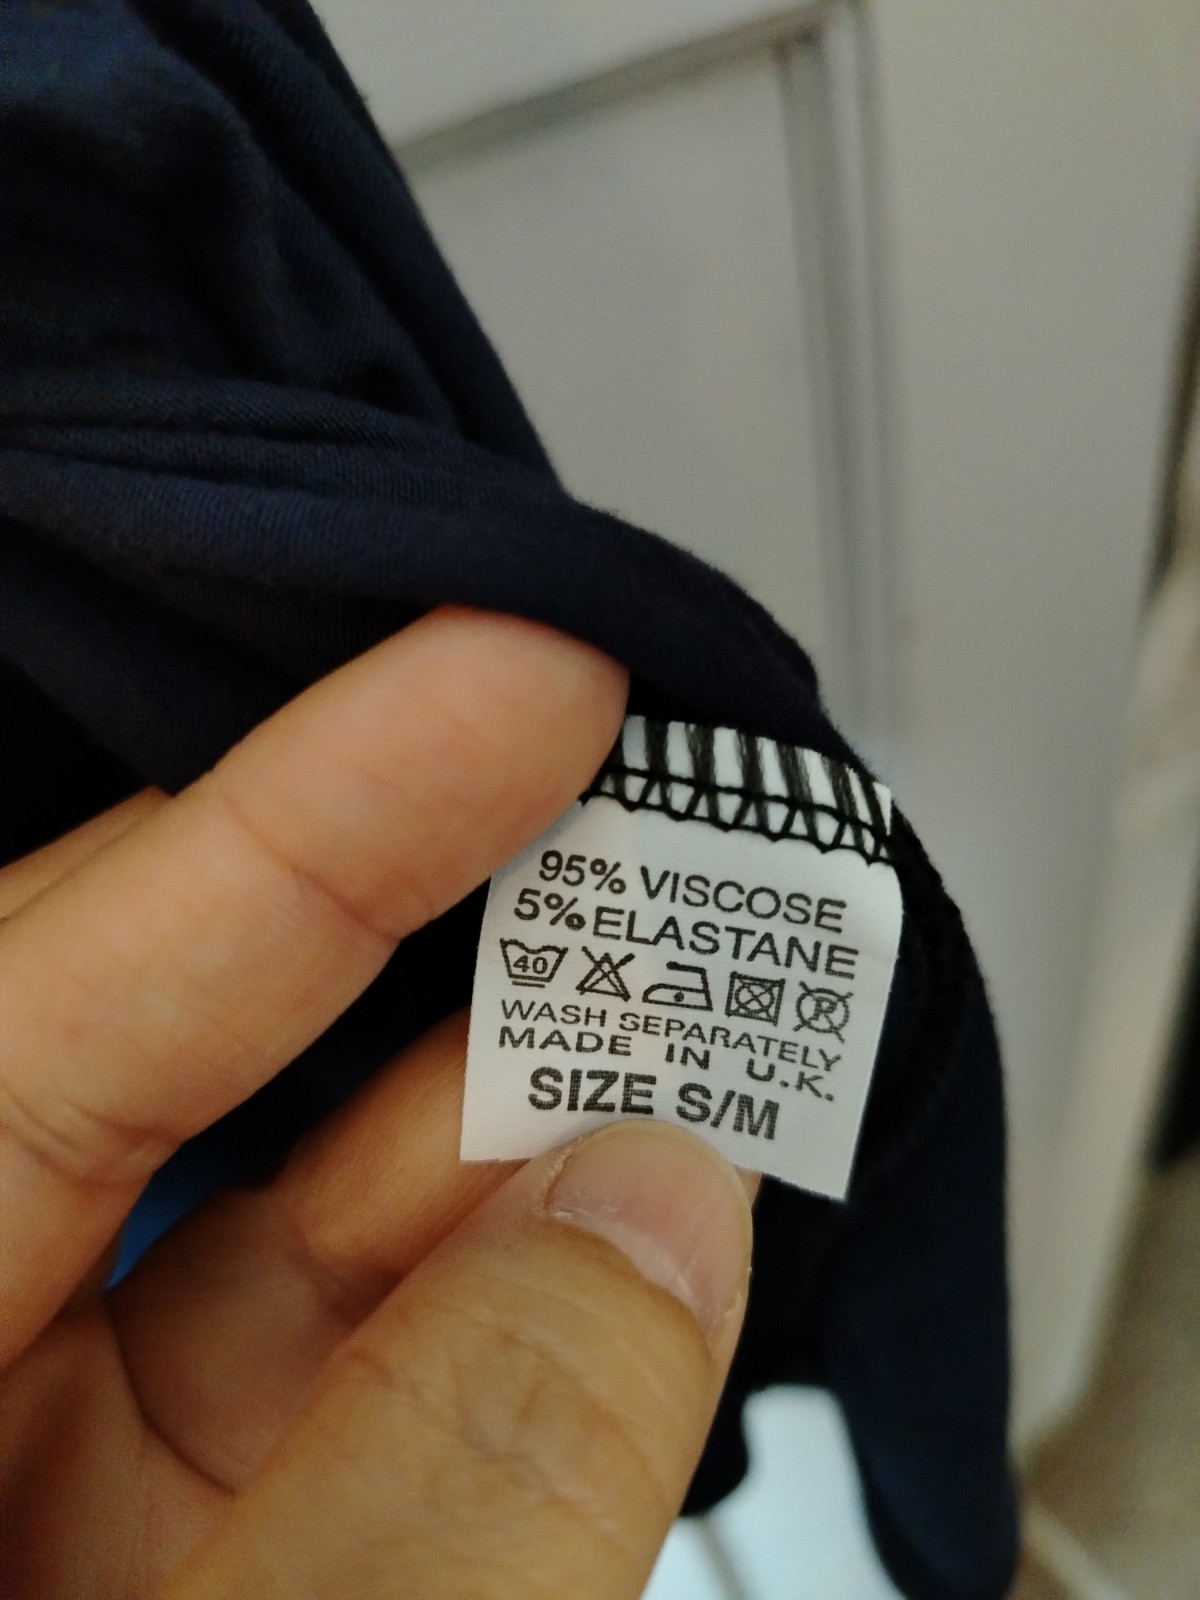 95% VISCOSE
5% ELASTANE
40 P
WASH SEPARATELY
MADE IN U.K.
SIZE S/M